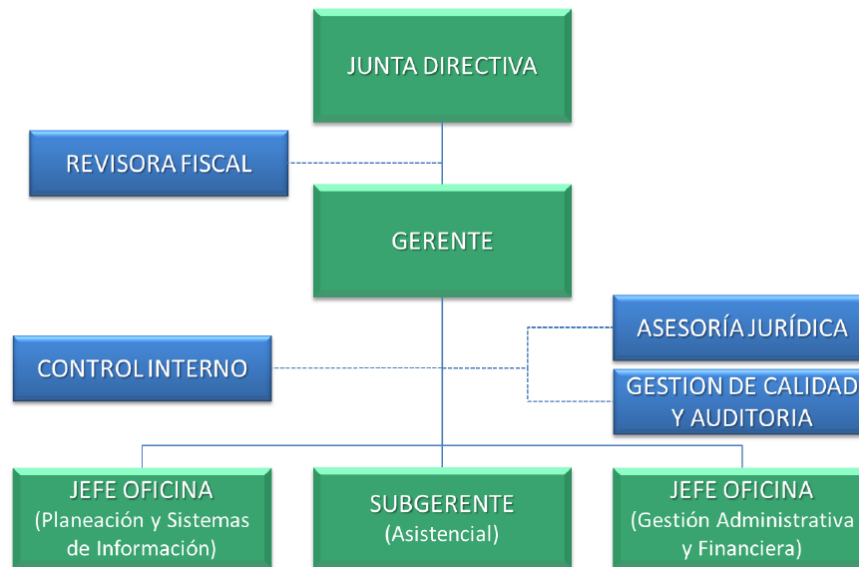 JUNTA DIRECTIVA
REVISORA FISCAL
GERENTE
ASESORÍA JURÍDICA
CONTROL INTERNO
GESTION DE CALIDAD
Y AUDITORIA
JEFE OFICINA
(Planeación y Sistemas
de Información)
SUBGERENTE
(Asistencial)
JEFE OFICINA
(Gestión Administrativa
y Financiera)